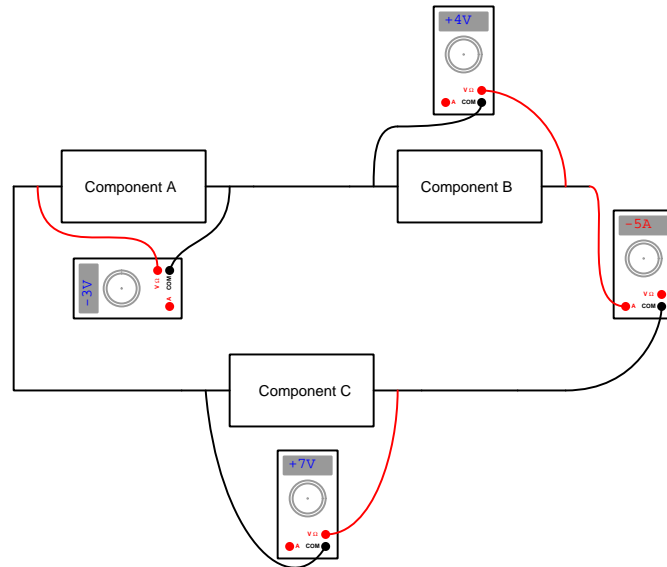 +4V
V Ω
A COM
Component A
Component B
-5A
V Ω
A COM
-3V
V Ω
COM
A
Component C
+7V
V Ω
A COM